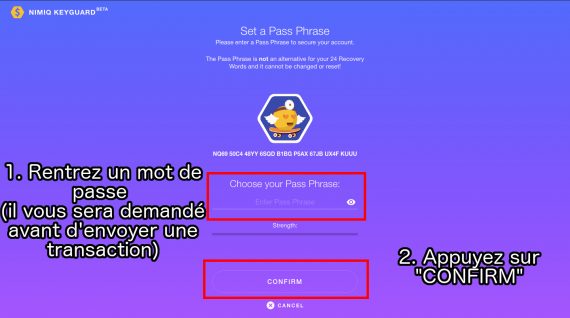 NIMIQ KEYGUARD BETA
Set a Pass Phrase
Please enter a Pass Phrase to secure your account.
The Pass Phrase is not an alternative for your 24 Recovery
Words and it cannot be changed or reset!
NQ69 50C4 48YY 6SGD B1BG P5AX 67JB UX4F KUUU
1. Rentrez un mot de
passe
(il vous sera demandé
avant d'envoyer une
transaction)
Choose your Pass Phrase:
Enter Pass Phrase
Strength:
2. Appuyez sur
"CONFIRM"
CONFIRM
CANCEL